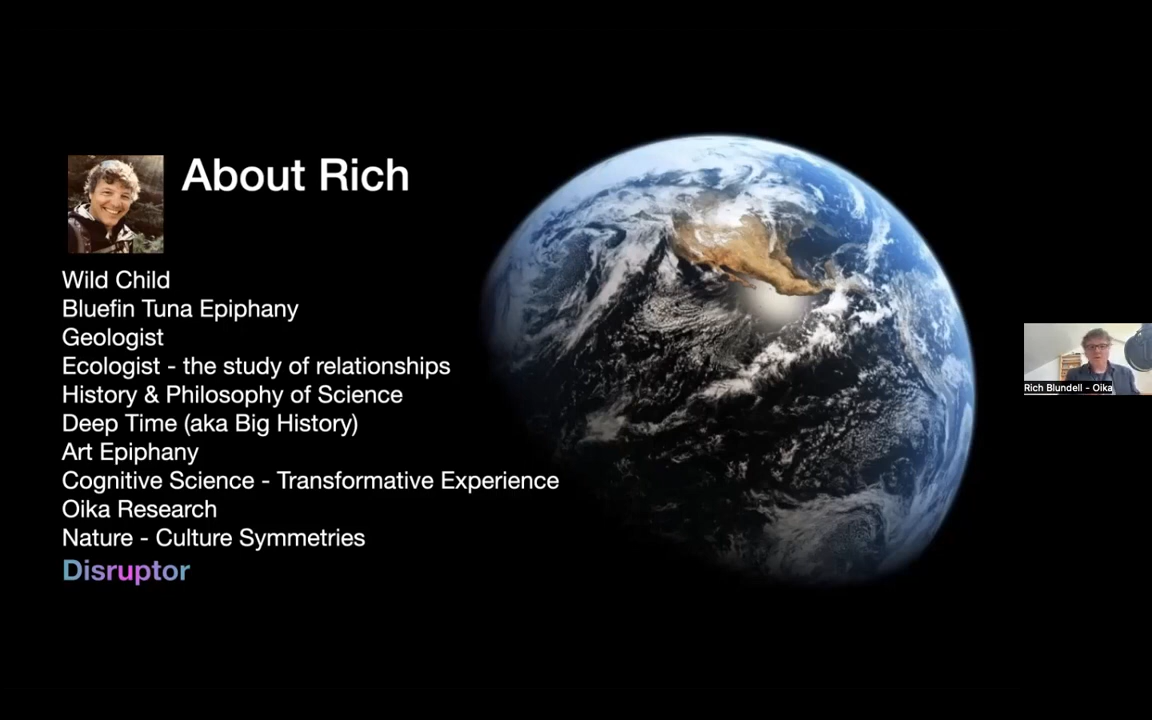 About Rich
Wild Child
Bluefin Tuna Epiphany
Geologist
Ecologist - the study of relationships
History & Philosophy of Science
Deep Time (aka Big History)
Art Epiphany
Cognitive Science - Transformative Experience
Oika Research
Nature - Culture Symmetries
Disruptor
Rich Blundell - Oika